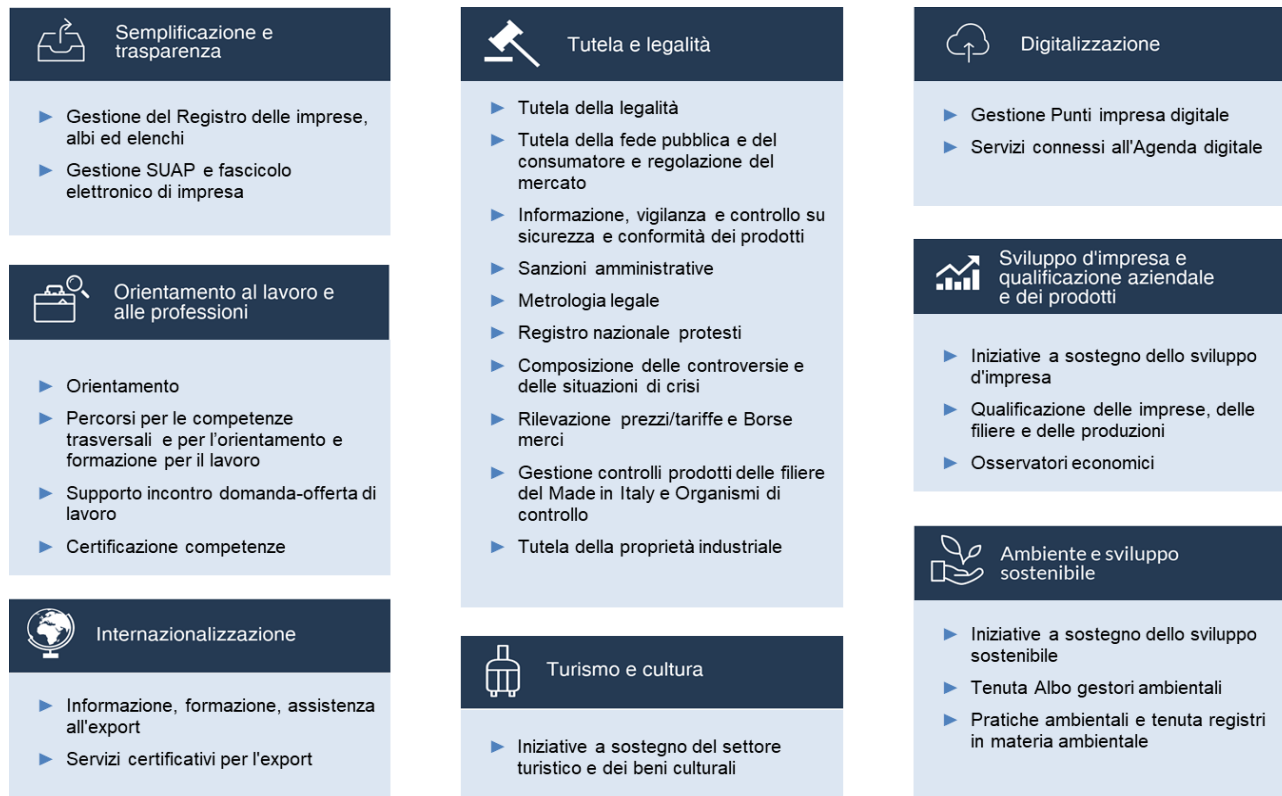 Semplificazione e
trasparenza
Gestione del Registro delle imprese,
albi ed elenchi
Gestione SUAP e fascicolo
elettronico di impresa
Orientamento al lavoro e
alle professioni
Orientamento
Percorsi per le competenze
trasversali e per l'orientamento e
formazione per il lavoro
Supporto incontro domanda-offerta di
lavoro
Certificazione competenze
Internazionalizzazione
Informazione, formazione, assistenza
all'export
Servizi certificativi per l'export
Tutela e legalità
Tutela della legalità
Tutela della fede pubblica e del
consumatore e regolazione del
mercato
Informazione, vigilanza e controllo su
sicurezza e conformità dei prodotti
Sanzioni amministrative
Metrologia legale
Registro nazionale protesti
Composizione delle controversie e
delle situazioni di crisi
Rilevazione prezzi/tariffe e Borse
merci
Gestione controlli prodotti delle filiere
del Made in Italy e Organismi di
controllo
Tutela della proprietà industriale
Turismo e cultura
Iniziative a sostegno del settore
turistico e dei beni culturali
Digitalizzazione
Gestione Punti impresa digitale
Servizi connessi all'Agenda digitale
Sviluppo d'impresa e
qualificazione aziendale
e dei prodotti
Iniziative a sostegno dello sviluppo
d'impresa
Qualificazione delle imprese, delle
filiere e delle produzioni
Osservatori economici
Ambiente e sviluppo
sostenibile
Iniziative a sostegno dello sviluppo
sostenibile
Tenuta Albo gestori ambientali
Pratiche ambientali e tenuta registri
in materia ambientale